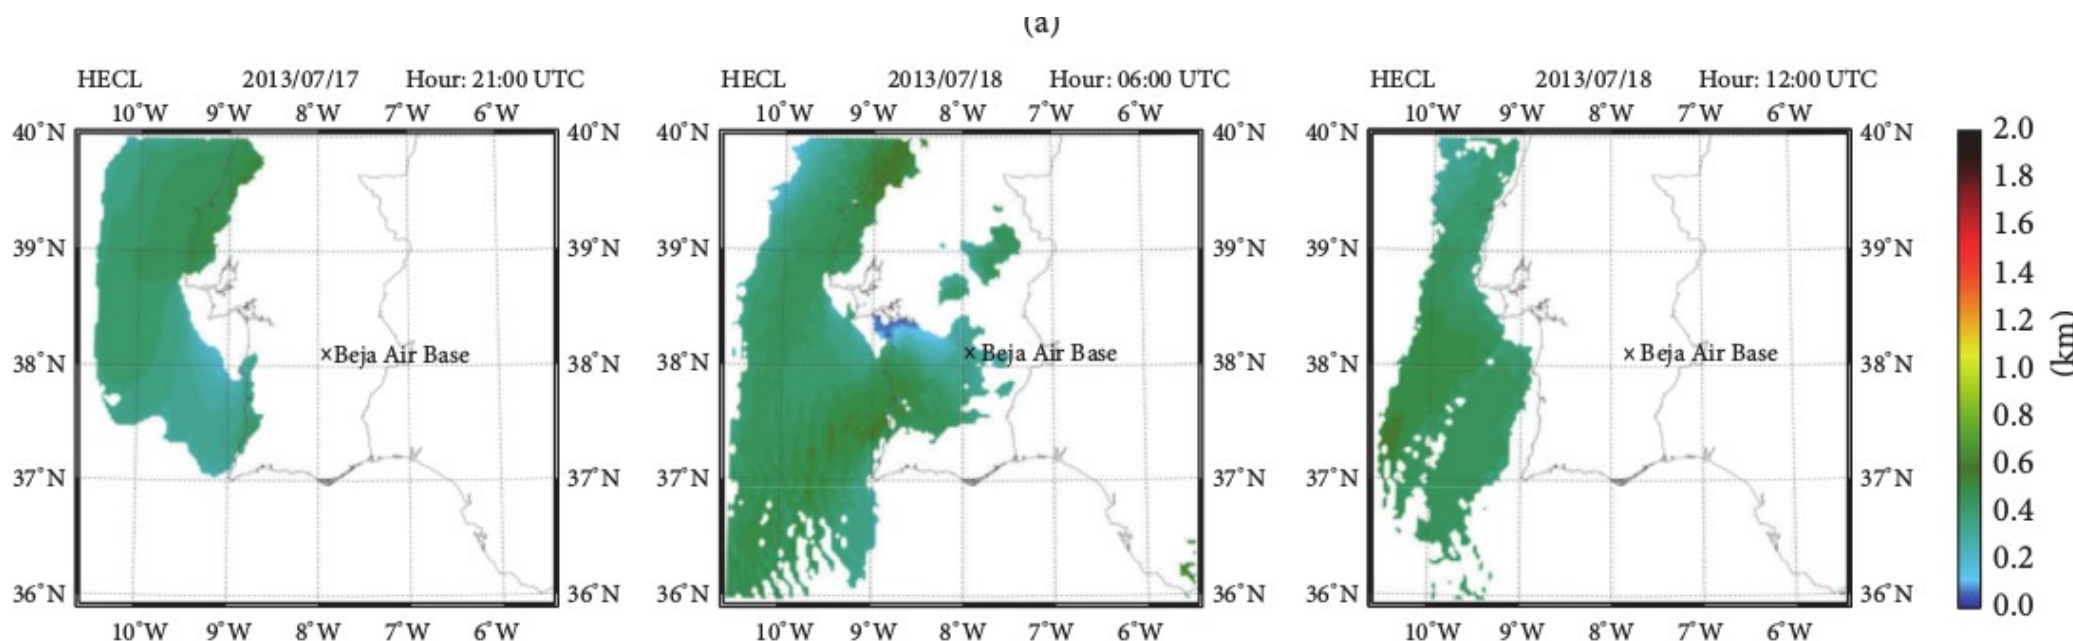 (a)
HECL 2013/07/17 Hour: 21:00 UTC
10°W 9°W 8°W 7°W 6°W
40°N 40°N
39°N 39°N
Beja Air Base
38°N 38°N
37°N 37°N
36°N 36°N
10°W 9°W 8°W 7°W 6°W
HECL 2013/07/18 Hour: 06:00 UTC
10°W 9°W 8°W 7°W 6°W
40°N 40°N
39°N 39°N
Beja Air Base
38°N 38°N
37°N 37°N
36°N 36°N
10°W 9°W 8°W 7°W 6°W
HECL 2013/07/18 Hour: 12:00 UTC
10°W 9°W 8°W 7°W 6°W
40°N 40°N
39°N 39°N
Beja Air Base
38°N 38°N
37°N 37°N
36°N 36°N
10°W 9°W 8°W 7°W 6°W
2.0
1.8
1.6
1.4
1.2
1.0
0.8
0.6
0.4
0.2
0.0
(km)